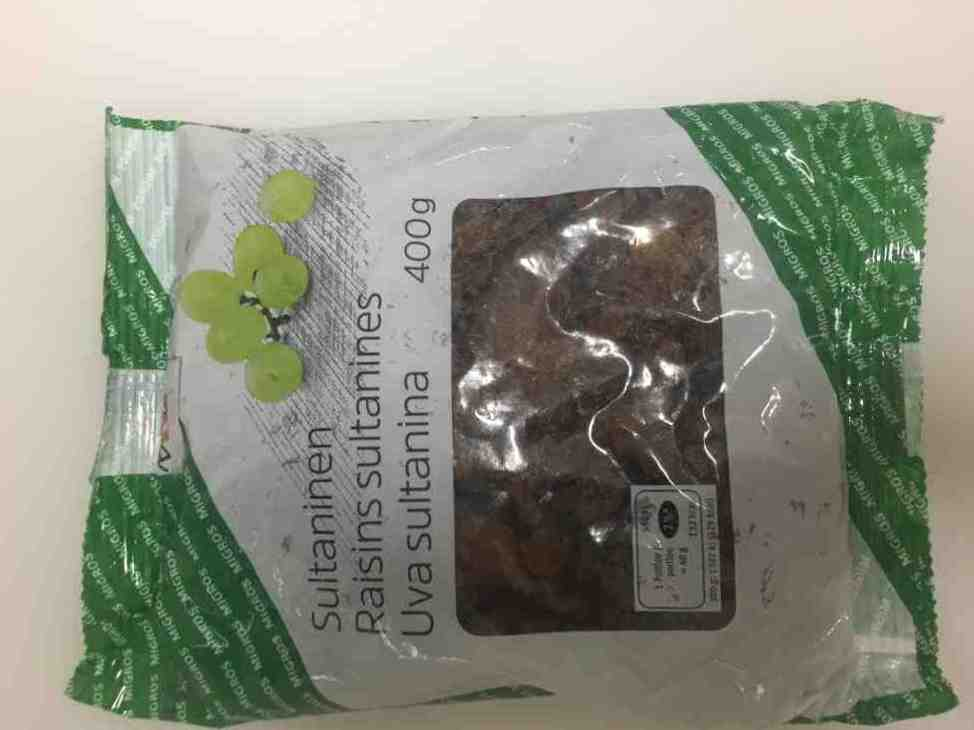 Sultaninen
Raisins sultanines
Uva sultanina 400g
MIGROS